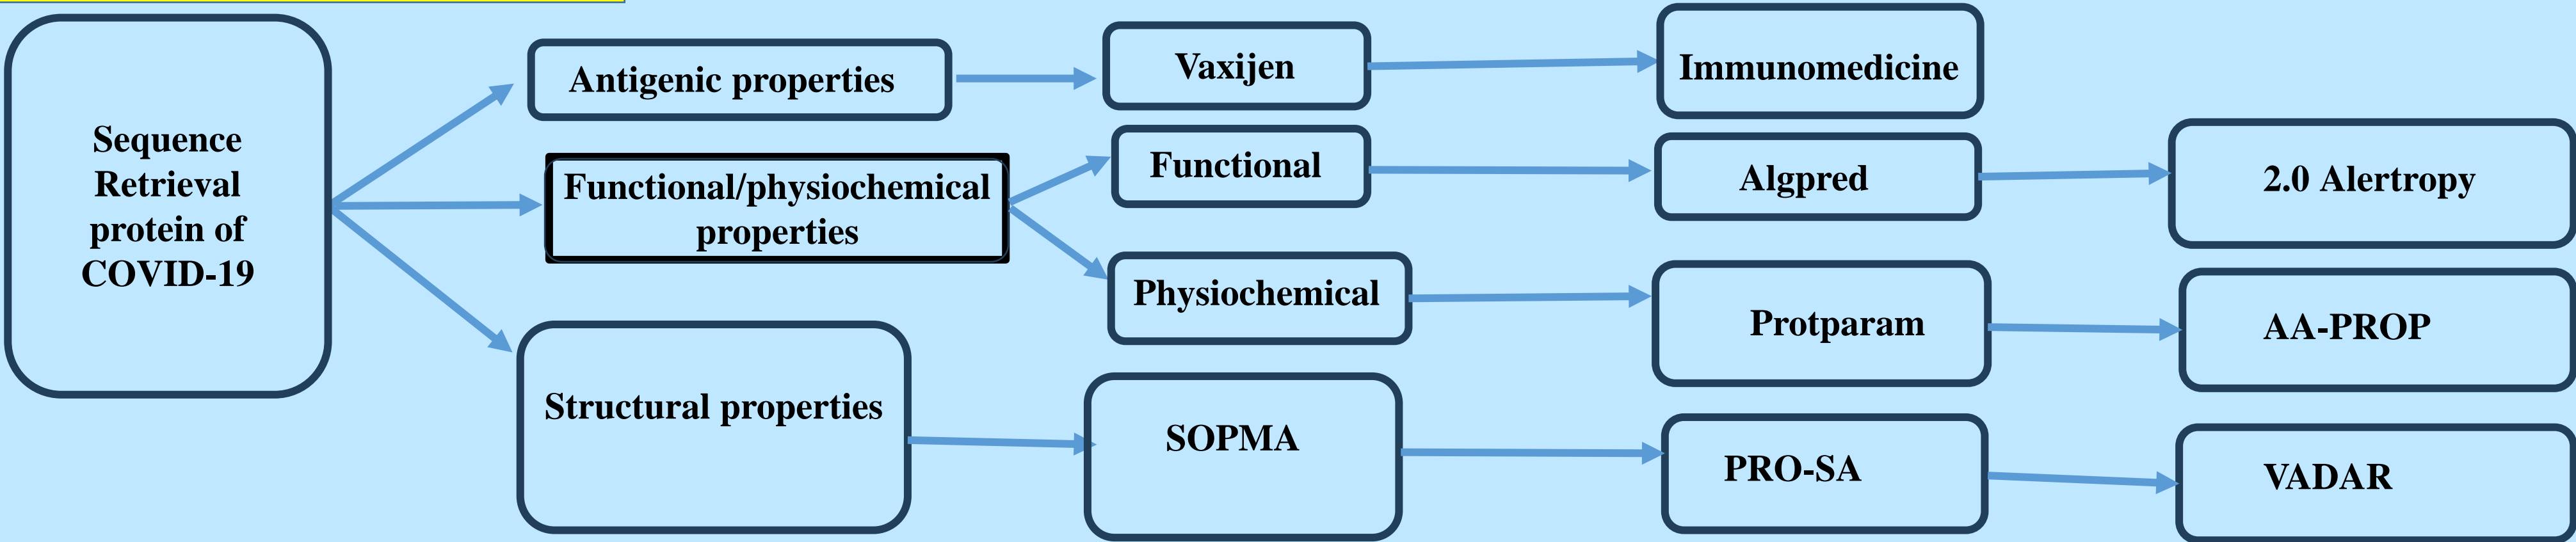 Sequence
Retrieval
protein of
COVID-19
Antigenic properties
Vaxijen
Immunomedicine
Functional/physiochemical
properties
Functional
Algpred
2.0 Alertropy
Physiochemical
Protparam
AA-PROP
Structural properties
SOPMA
PRO-SA
VADAR